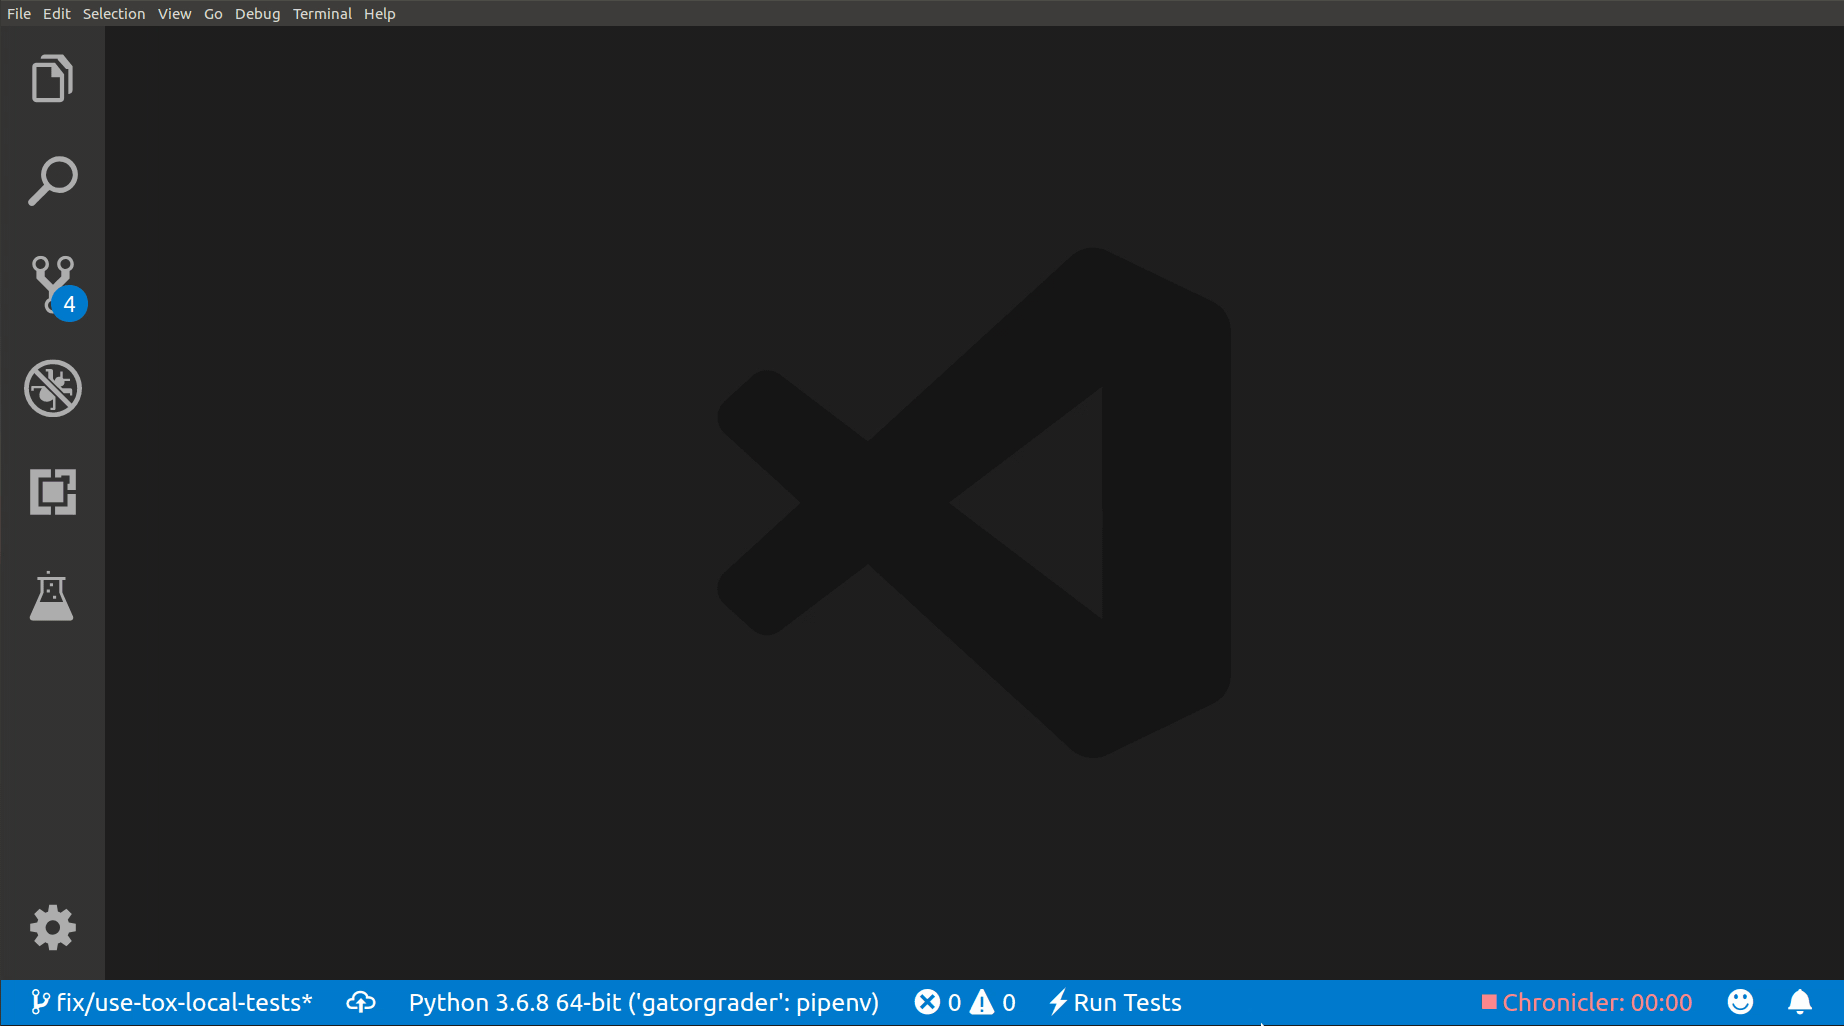 File Edit Selection View Go Debug Terminal Help
4
fix/use-tox-local-tests* Python 3.6.8 64-bit ('gatorgrader': pipenv) 0 0 Run Tests Chronicler: 00:00